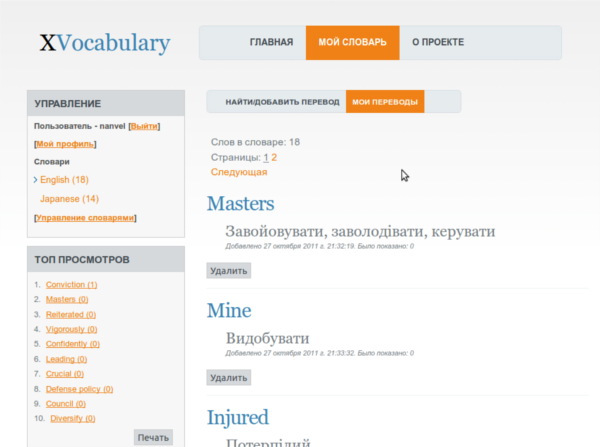 XVocabulary
ГЛАВНАЯ МОЙ СЛОВАРЬ О ПРОЕКТЕ
УПРАВЛЕНИЕ
Пользователь - nanvel [Выйти]
[Мой профиль]
Словари
English (18)
Japanese (14)
[Управление словарями]
ТОП ПРОСМОТРОВ
1. Conviction (1)
2. Masters (0)
3. Reiterated (0)
4. Vigorously (0)
5. Confidently (0)
6. Leading (0)
7. Crucial (0)
8. Defense policy (0)
9. Council (0)
10. Diversify (0)
Печать
НАЙТИ/ДОБАВИТЬ ПЕРЕВОД МОИ ПЕРЕВОДЫ
Слов в словаре: 18
Страницы: 1 2
Следующая
Masters
Завойовувати, заволодівати, керувати
Добавлено 27 октября 2011 г. 21:32:19. Было показано: 0
Удалить
Mine
Видобувати
Добавлено 27 октября 2011 г. 21:33:32. Было показано: 0
Удалить
Injured
Потерпілий